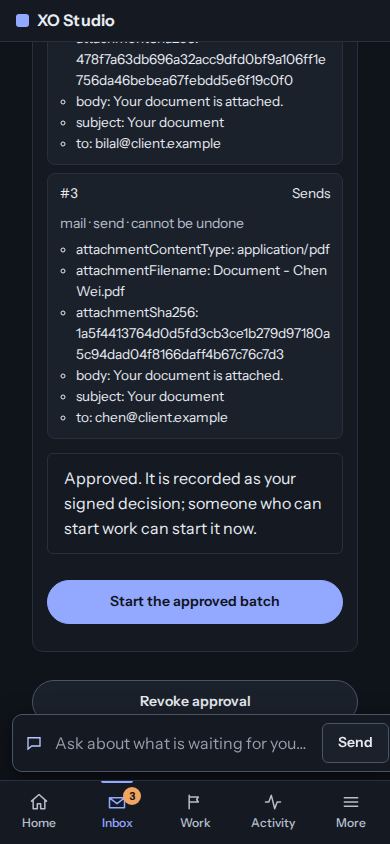 XO Studio
478f7a63db696a32acc9dfd0bf9a106ff1e
756da46bebea67febdd5e6f19c0f0
body: Your document is attached.
subject: Your document
to: bilal@client.example
#3
Sends
mail · send · cannot be undone
attachmentContentType: application/pdf
attachmentFilename: Document - Chen
Wei.pdf
attachmentSha256:
1a5f4413764d0d5fd3cb3ce1b279d97180a
5c94dad04f8166daff4b67c76c7d3
body: Your document is attached.
subject: Your document
to: chen@client.example
Approved. It is recorded as your
signed decision; someone who can
start work can start it now.
Start the approved batch
Revoke approval
Ask about what is waiting for you...
Send
3
Home
Inbox
Work
Activity
More